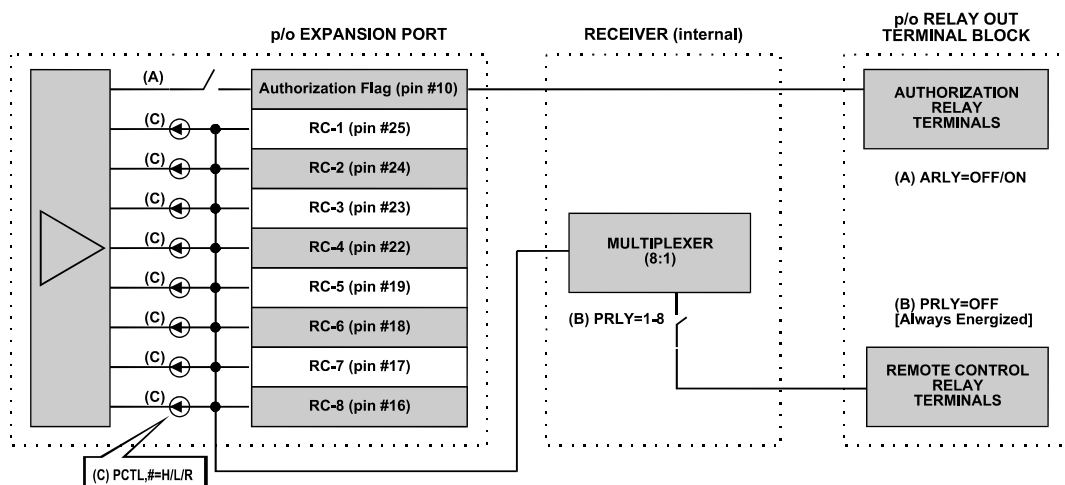 p/o EXPANSION PORT
RECEIVER (internal)
p/o RELAY OUT
TERMINAL BLOCK
(A)
Authorization Flag (pin #10)
AUTHORIZATION
RELAY
TERMINALS
(C)
RC-1 (pin #25)
(C)
RC-2 (pin #24)
(A) ARLY=OFF/ON
(C)
RC-3 (pin #23)
(C)
RC-4 (pin #22)
MULTIPLEXER
(8:1)
(C)
RC-5 (pin #19)
(B) PRLY=OFF
[Always Energized]
(C)
RC-6 (pin #18)
(B) PRLY=1-8
(C)
RC-7 (pin #17)
REMOTE CONTROL
RELAY
TERMINALS
(C)
RC-8 (pin #16)
(C) PCTL,#=H/L/R